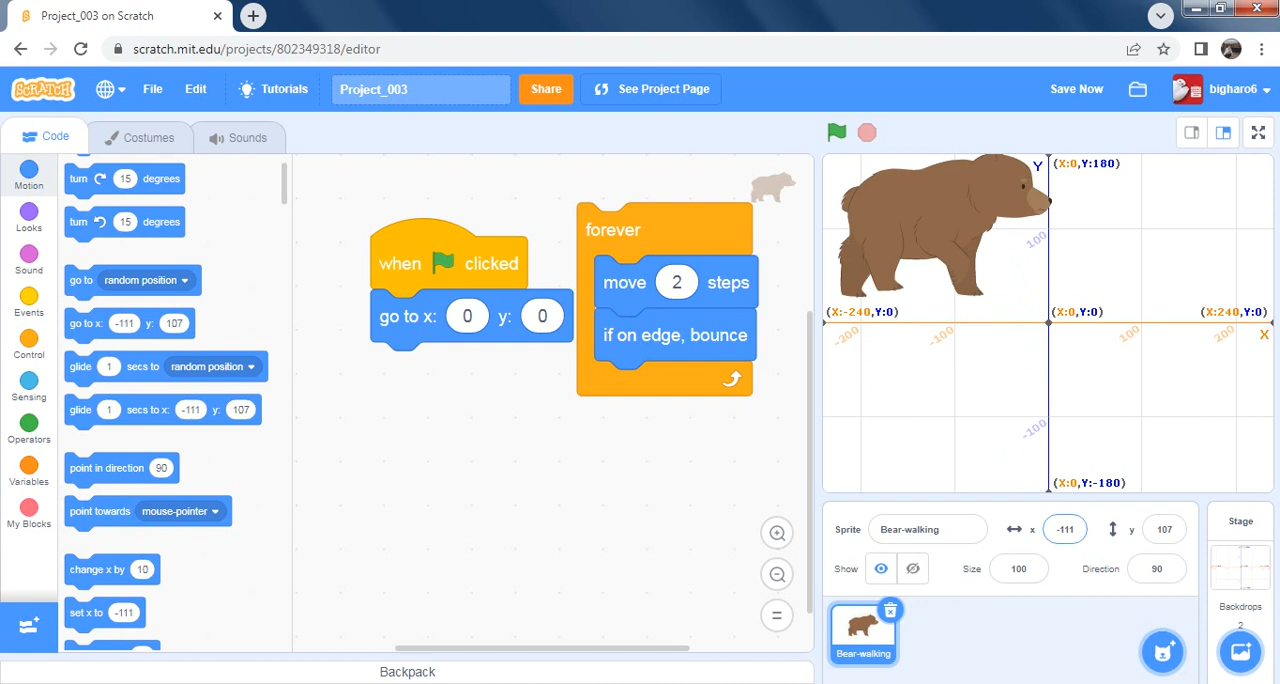 Project_003 on Scratch
scratch.mit.edu/projects/802349318/editor
SCRATCH
File
Edit
Tutorials
Project_003
Share
See Project Page
Save Now
bigharo6
Code
Costumes
Sounds
Motion
Looks
Sound
Events
Control
Sensing
Operators
Variables
My Blocks
turn 15 degrees
turn 15 degrees
go to random position
go to x: -111 y: 107
glide 1 secs to random position
glide 1 secs to x: -111 y: 107
point in direction 90
point towards mouse-pointer
change x by 10
set x to -111
when clicked
go to x: 0 y: 0
forever
move 2 steps
if on edge, bounce
Backpack
Y (X:0,Y:180)
100
(X:-240,Y:0) (X:0,Y:0) (X:240,Y:0)
-200 -100 100 200 X
-100
(X:0,Y:-180)
Sprite Bear-walking x -111 y 107
Show Size 100 Direction 90
Bear-walking
Stage
Backdrops
2